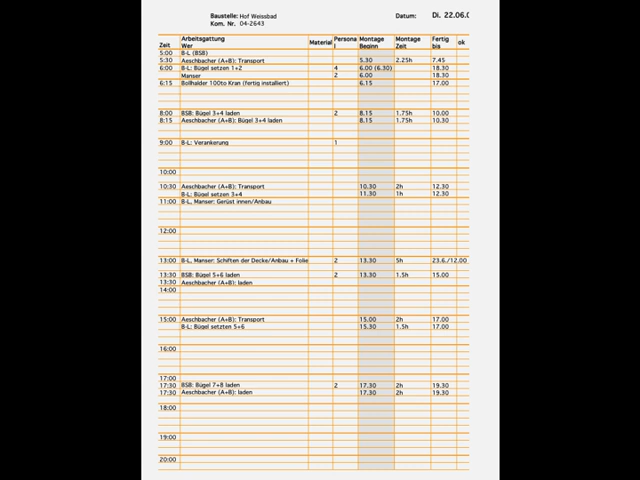 Baustelle: Hof Weissbad Datum: Di. 22.06.0
Kom. Nr. 04-2643
Zeit Arbeitsgattung Wer Material Personal Montage Beginn Montage Zeit Fertig bis ok
5:00 B-L (BSB)
5:30 Aeschbacher (A+B): Transport 5.30 2.25h 7.45
6:00 B-L: Bügel setzen 1+2 4 6.00 (6.30) 18.30
Manser 2 6.00 18.30
6:15 Bollhalder 100to Kran (fertig installiert) 6.15 17.00
8:00 BSB: Bügel 3+4 laden 2 8.15 1.75h 10.00
8:15 Aeschbacher (A+B): Bügel 3+4 laden 8.15 1.75h 10.30
9:00 B-L: Verankerung 1
10:00
10:30 Aeschbacher (A+B): Transport 10.30 2h 12.30
B-L: Bügel setzen 3+4 11.30 1h 12.30
11:00 B-L, Manser: Gerüst innen/Anbau
12:00
13:00 B-L, Manser: Schiften der Decke/Anbau + Folie 2 13.30 5h 23.6./12.00
13:30 BSB: Bügel 5+6 laden 2 13.30 1.5h 15.00
13:30 Aeschbacher (A+B): laden
14:00
15:00 Aeschbacher (A+B): Transport 15.00 2h 17.00
B-L: Bügel setzten 5+6 15.30 1.5h 17.00
16:00
17:00
17:30 BSB: Bügel 7+8 laden 2 17.30 2h 19.30
17:30 Aeschbacher (A+B): laden 17.30 2h 19.30
18:00
19:00
20:00